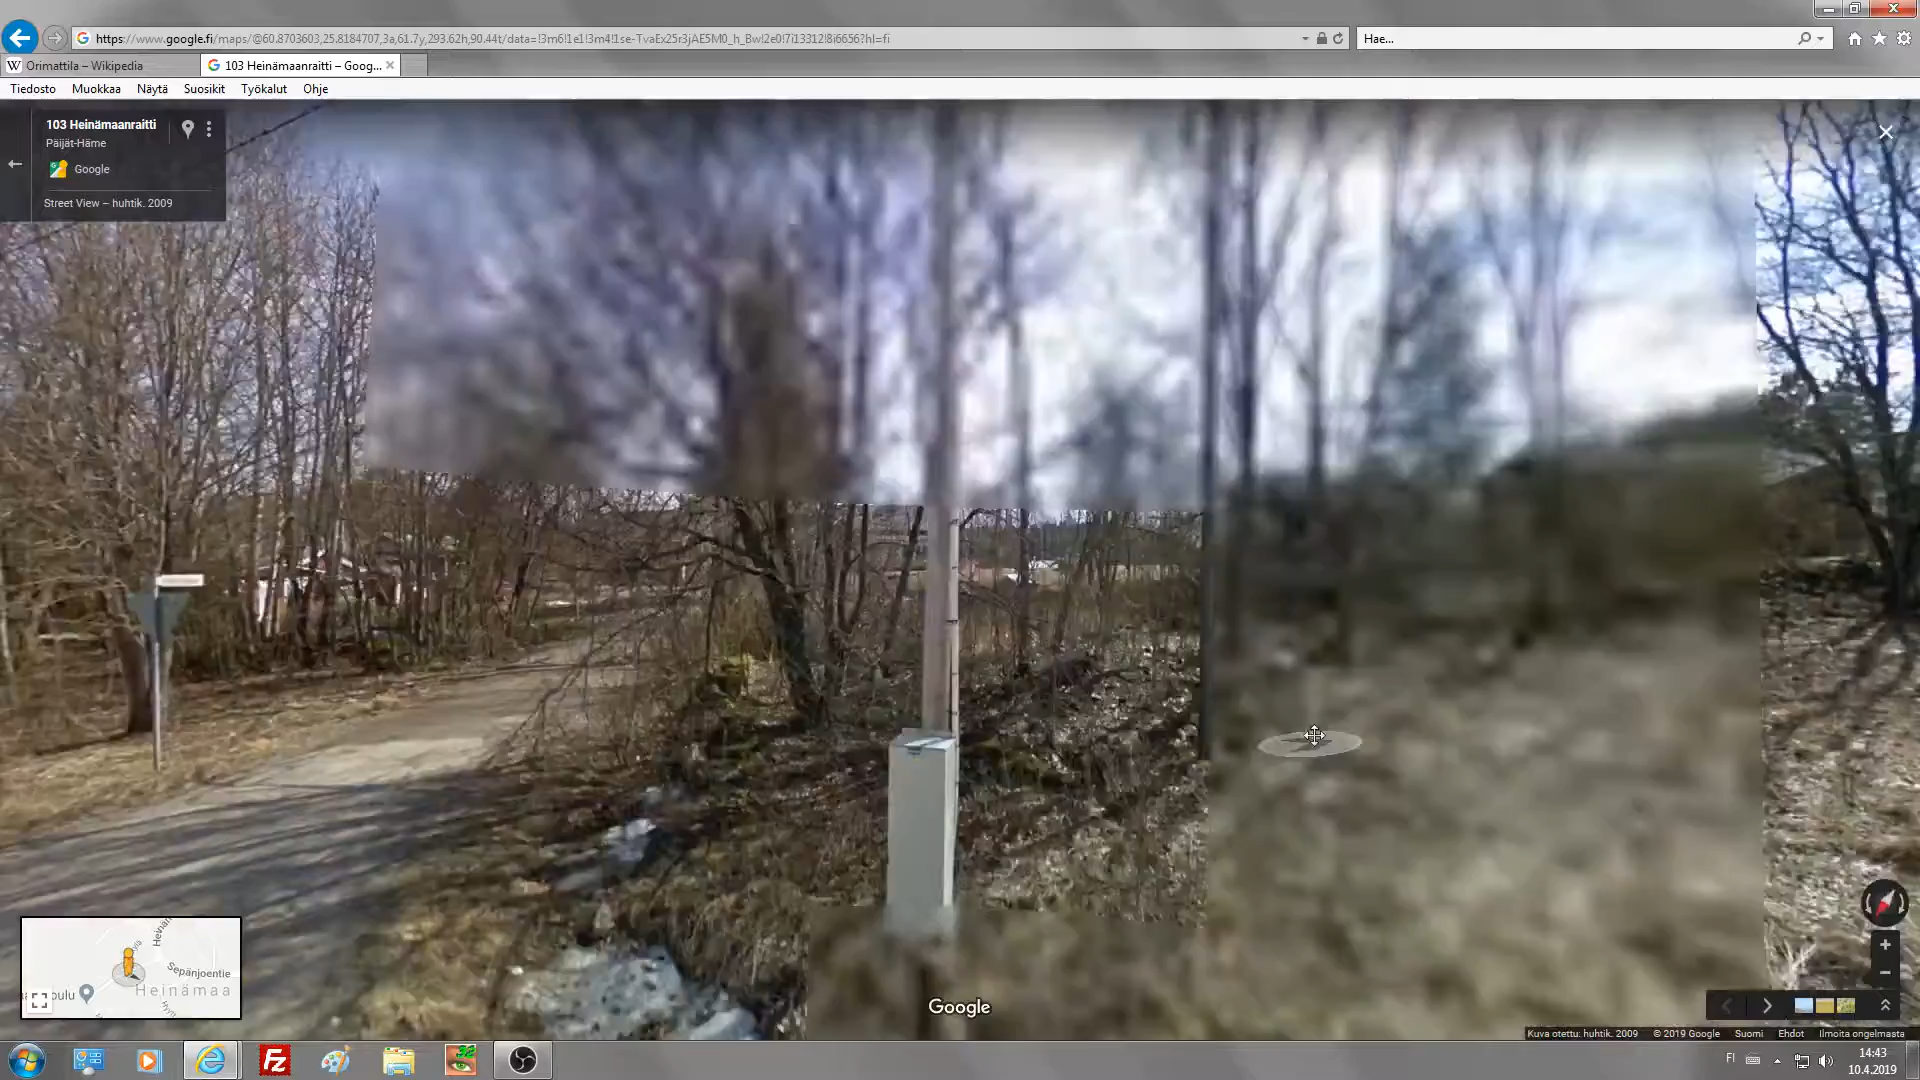 https://www.google.fi/maps/@60.8703603,25.8184707,3a,61.7y,293.62h,90.44t/data=!3m6!1e1!3m4!1se-TvaEx25r3jAE5M0_h_Bw!2e0!7i13312!8i6656?hl=fi
Hae...
Orimattila – Wikipedia
103 Heinämaanraitti – Goog...
Tiedosto Muokkaa Näytä Suosikit Työkalut Ohje
103 Heinämaanraitti
Päijät-Häme
Google
Street View – huhtik. 2009
Heinän
Sepänjoentie
Heinämaa
oulu
Google
Kuva otettu: huhtik. 2009 © 2019 Google Suomi Ehdot Ilmoita ongelmasta
FI
14:43
10.4.2019